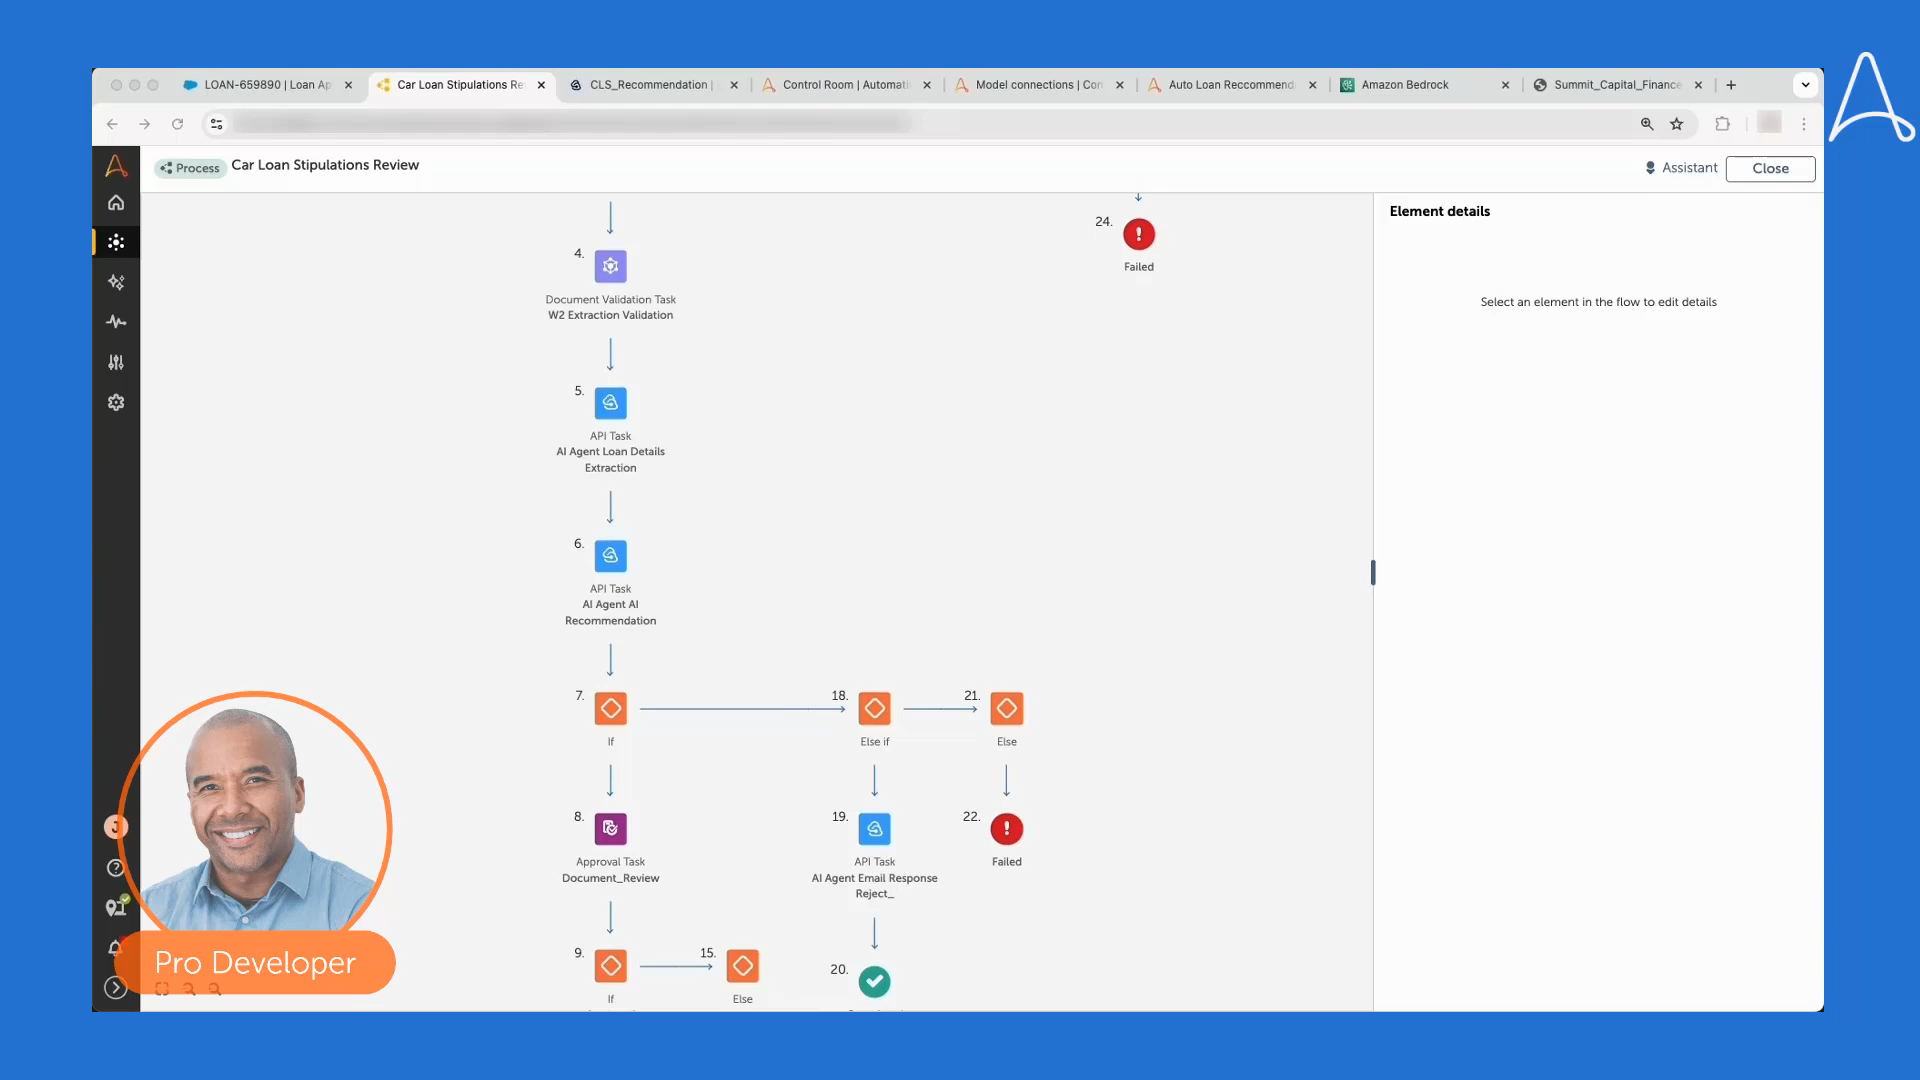 LOAN-659890 | Loan Ap
Car Loan Stipulations Re
CLS_Recommendation |
Control Room | Automati
Model connections | Con
Auto Loan Reccommend
Amazon Bedrock
Summit_Capital_Finance
Process
Car Loan Stipulations Review
Assistant
Close
Element details
Select an element in the flow to edit details
24.
Failed
4.
Document Validation Task
W2 Extraction Validation
5.
API Task
AI Agent Loan Details
Extraction
6.
API Task
AI Agent AI
Recommendation
7.
If
18.
Else if
21.
Else
8.
Approval Task
Document_Review
19.
API Task
AI Agent Email Response
Reject_
22.
Failed
9.
If
15.
Else
20.
J
Pro Developer